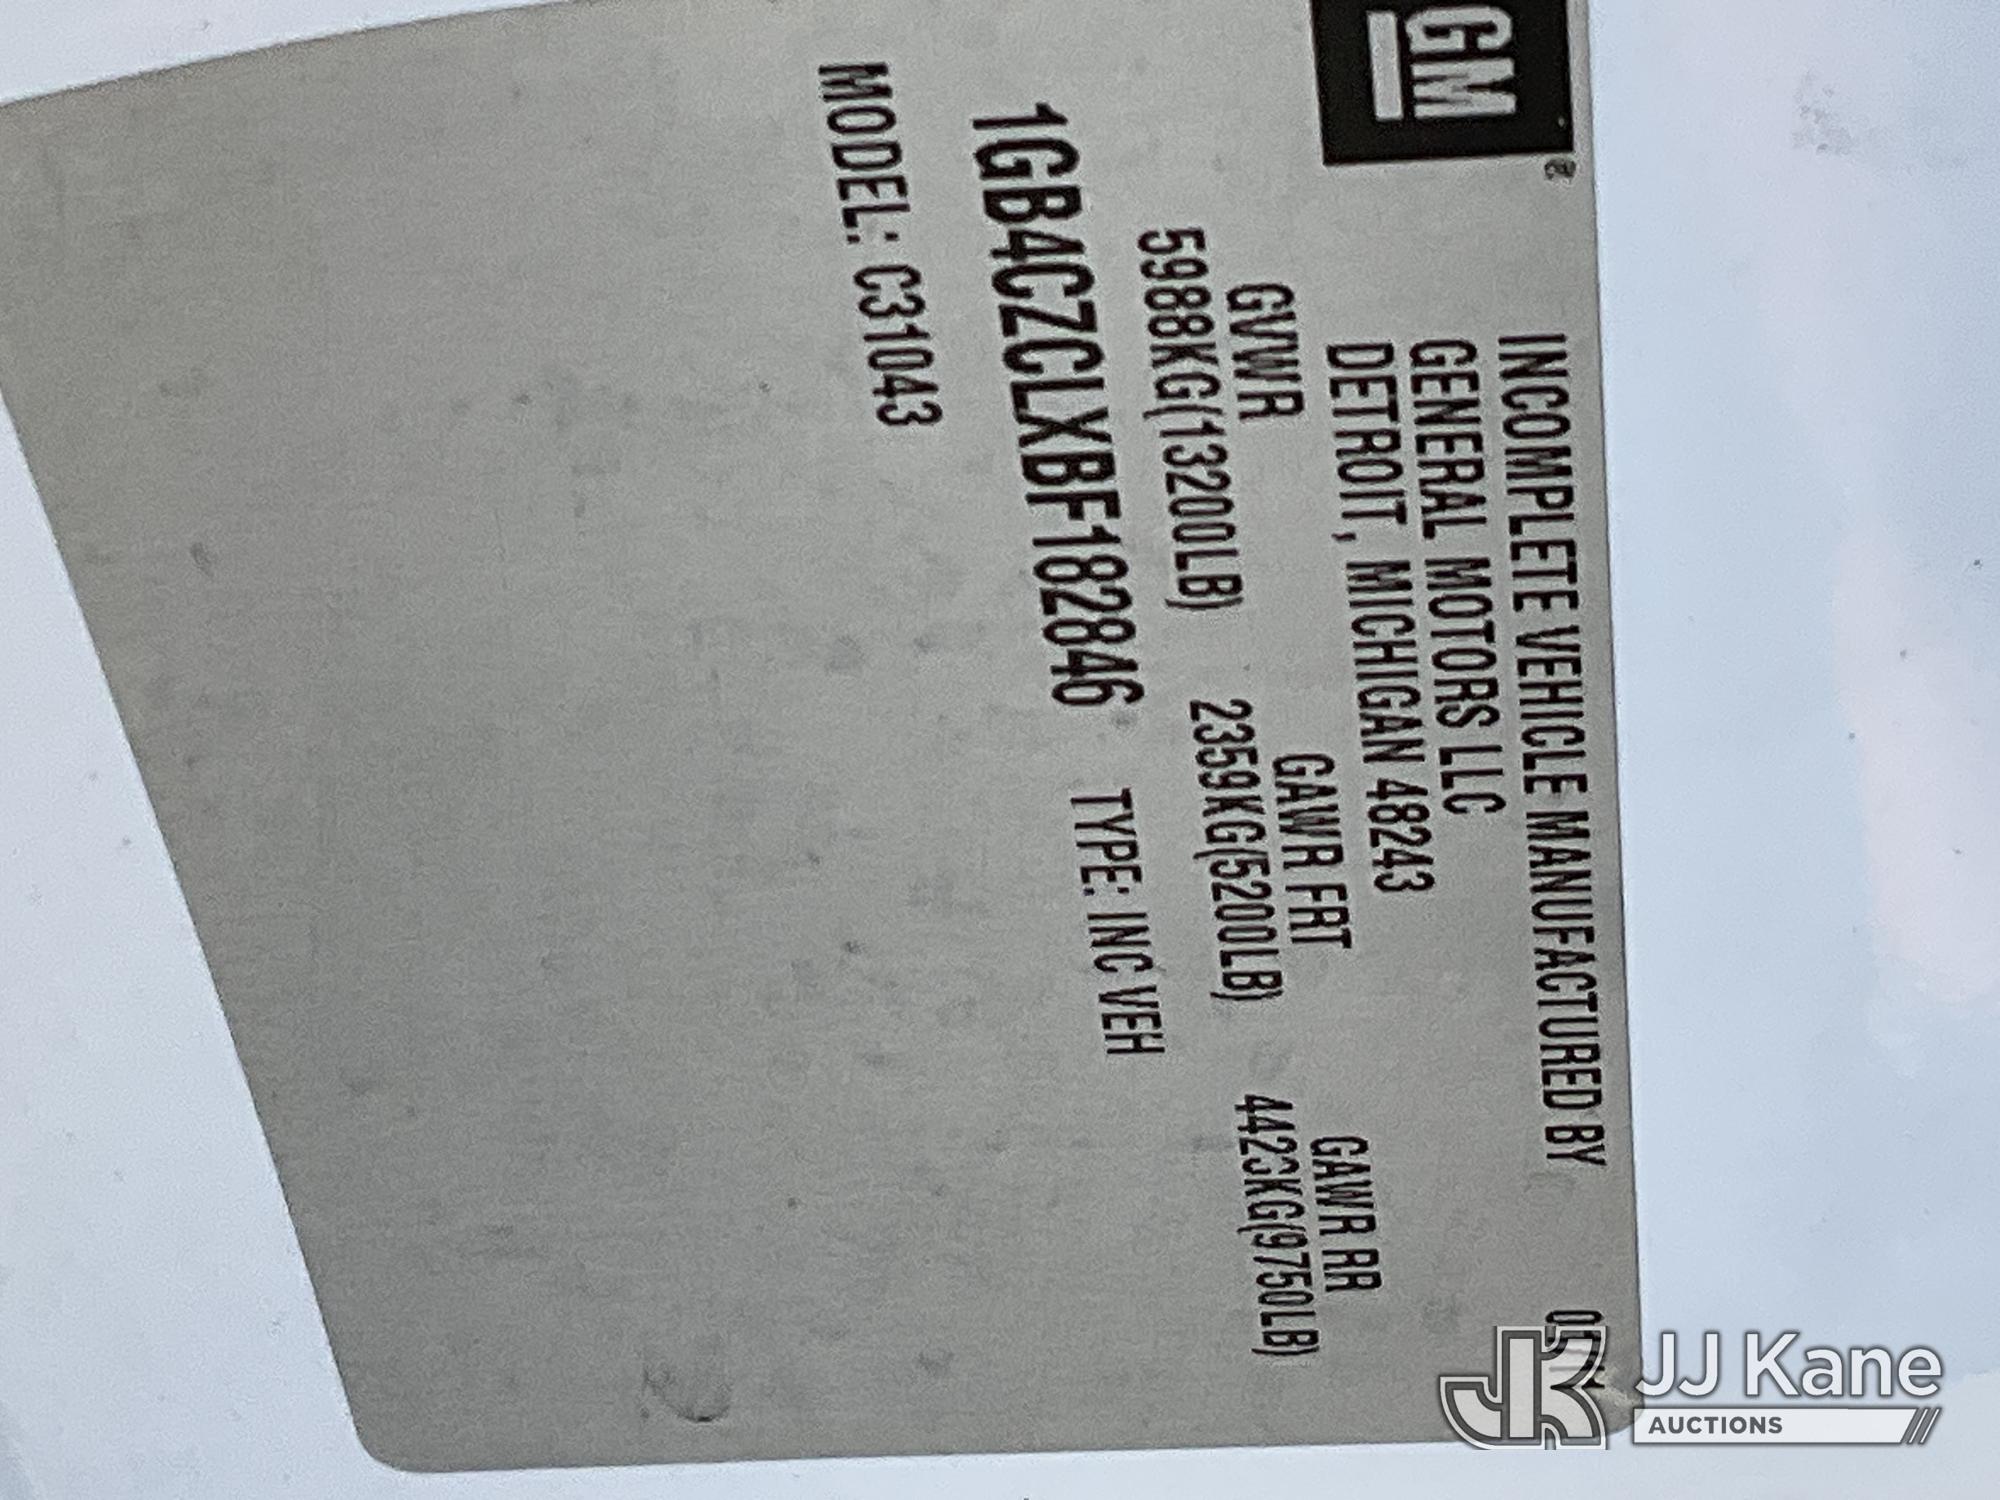 GM
INCOMPLETE VEHICLE MANUFACTURED BY
GENERAL MOTORS LLC
DETROIT, MICHIGAN 48243
GVWR GAWR FRT GAWR RR
5988KG(13200LB) 2359KG(5200LB) 4423KG(9750LB)
1GB4CZCLXBF182846 TYPE: INC VEH
MODEL: C31043
JJ Kane
AUCTIONS